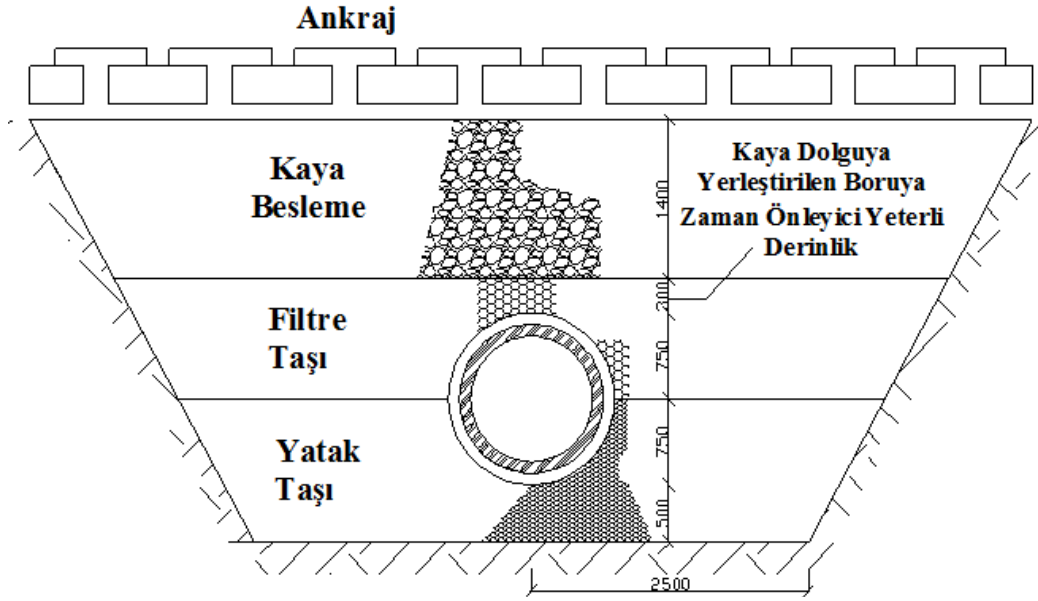 Ankraj
Kaya
Besleme
Kaya Dolguya
Yerleştirilen Boruya
Zaman Önleyici Yeterli
Derinlik
1400
Filtre
Taşı
200
750
Yatak
Taşı
750
500
2500